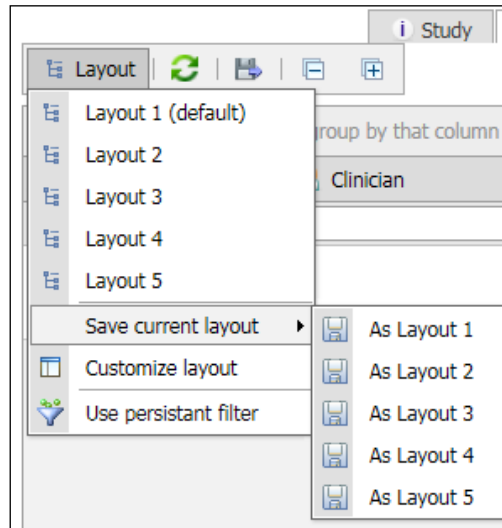 i Study
Layout
Layout 1 (default)
group by that column
Layout 2
Clinician
Layout 3
Layout 4
Layout 5
Save current layout
As Layout 1
Customize layout
As Layout 2
Use persistant filter
As Layout 3
As Layout 4
As Layout 5